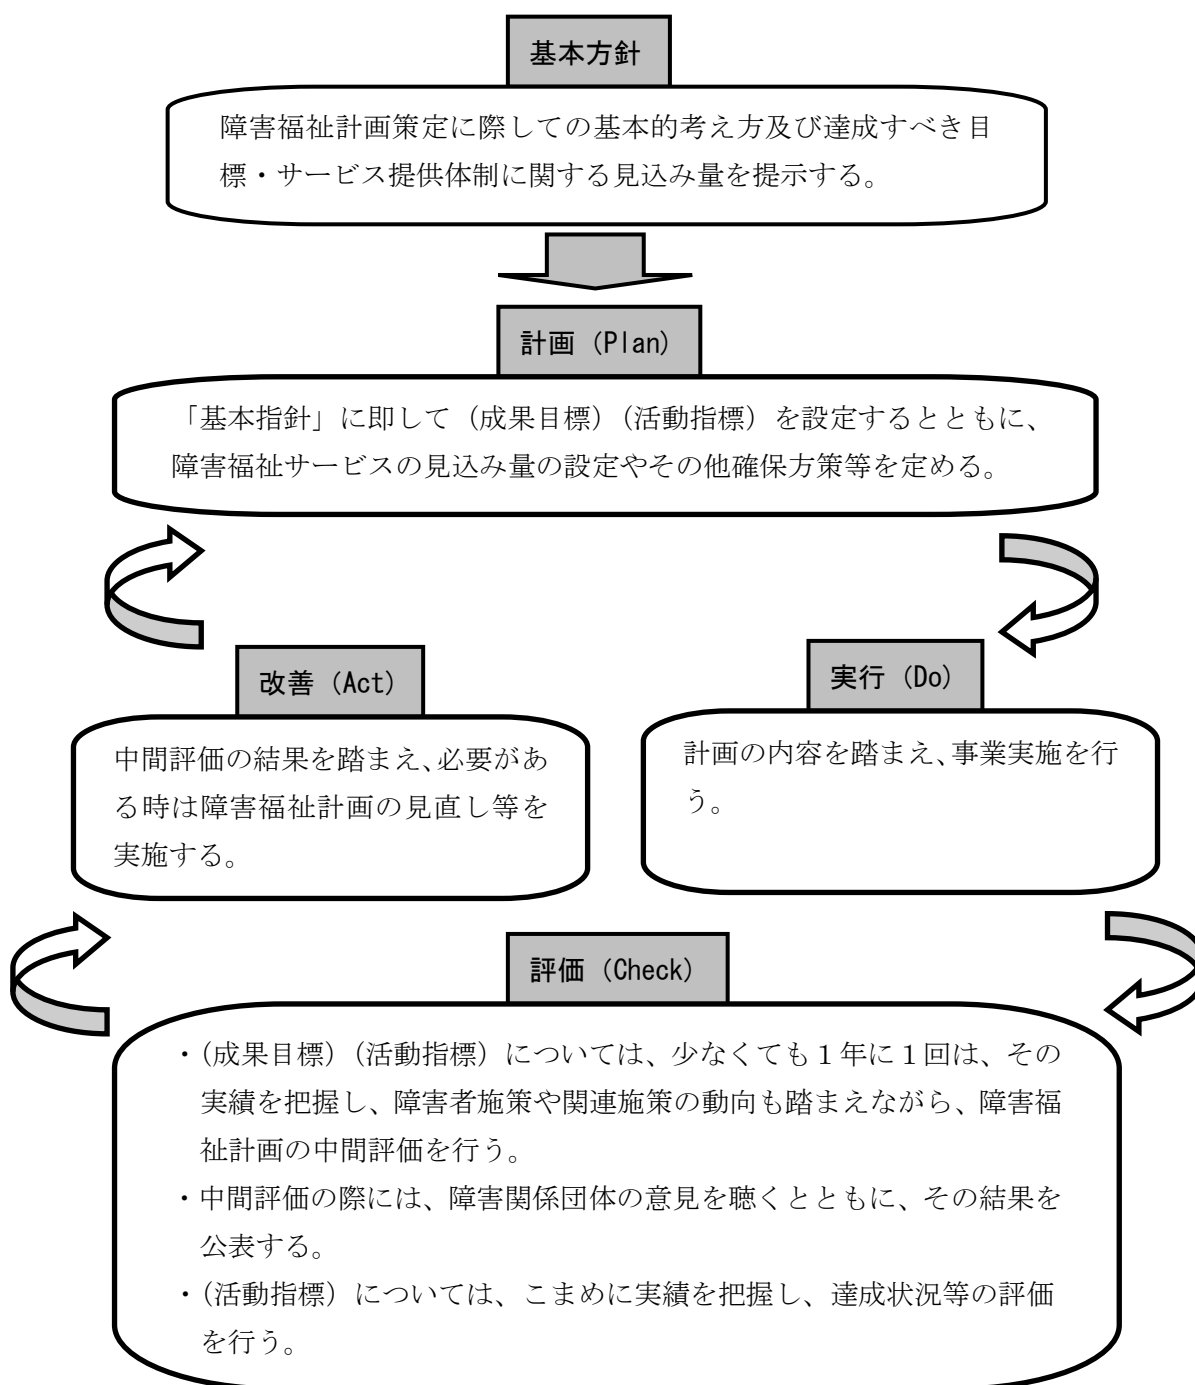 基本方針
障害福祉計画策定に際しての基本的考え方及び達成すべき目
標・サービス提供体制に関する見込み量を提示する。
計画（Plan）
「基本指針」に即して（成果目標）（活動指標）を設定するとともに、
障害福祉サービスの見込み量の設定やその他確保方策等を定める。
改善（Act）
中間評価の結果を踏まえ、必要があ
る時は障害福祉計画の見直し等を
実施する。
実行（Do）
計画の内容を踏まえ、事業実施を行
う。
評価（Check）
・（成果目標）（活動指標）については、少なくても１年に１回は、その
実績を把握し、障害者施策や関連施策の動向も踏まえながら、障害福
祉計画の中間評価を行う。
・中間評価の際には、障害関係団体の意見を聴くとともに、その結果を
公表する。
・（活動指標）については、こまめに実績を把握し、達成状況等の評価
を行う。